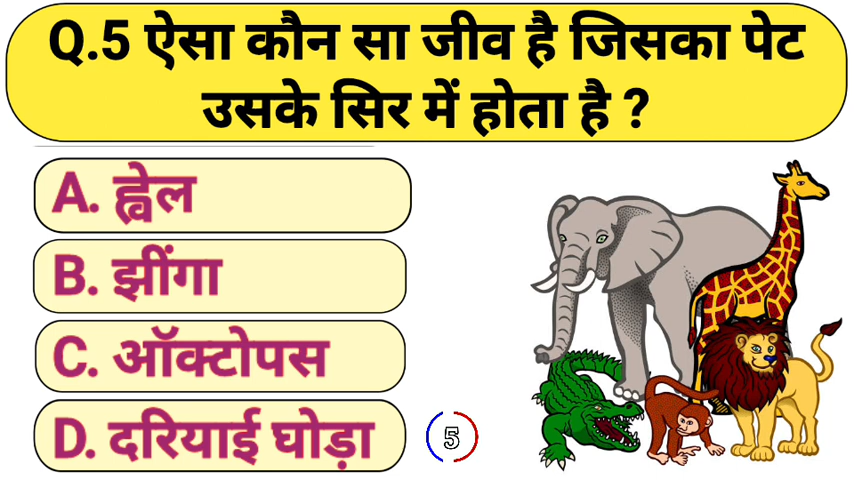 Q.5 ऐसा कौन सा जीव है जिसका पेट
उसके सिर में होता है ?
A. ह्वेल
B. झींगा
C. ऑक्टोपस
D. दरियाई घोड़ा
5